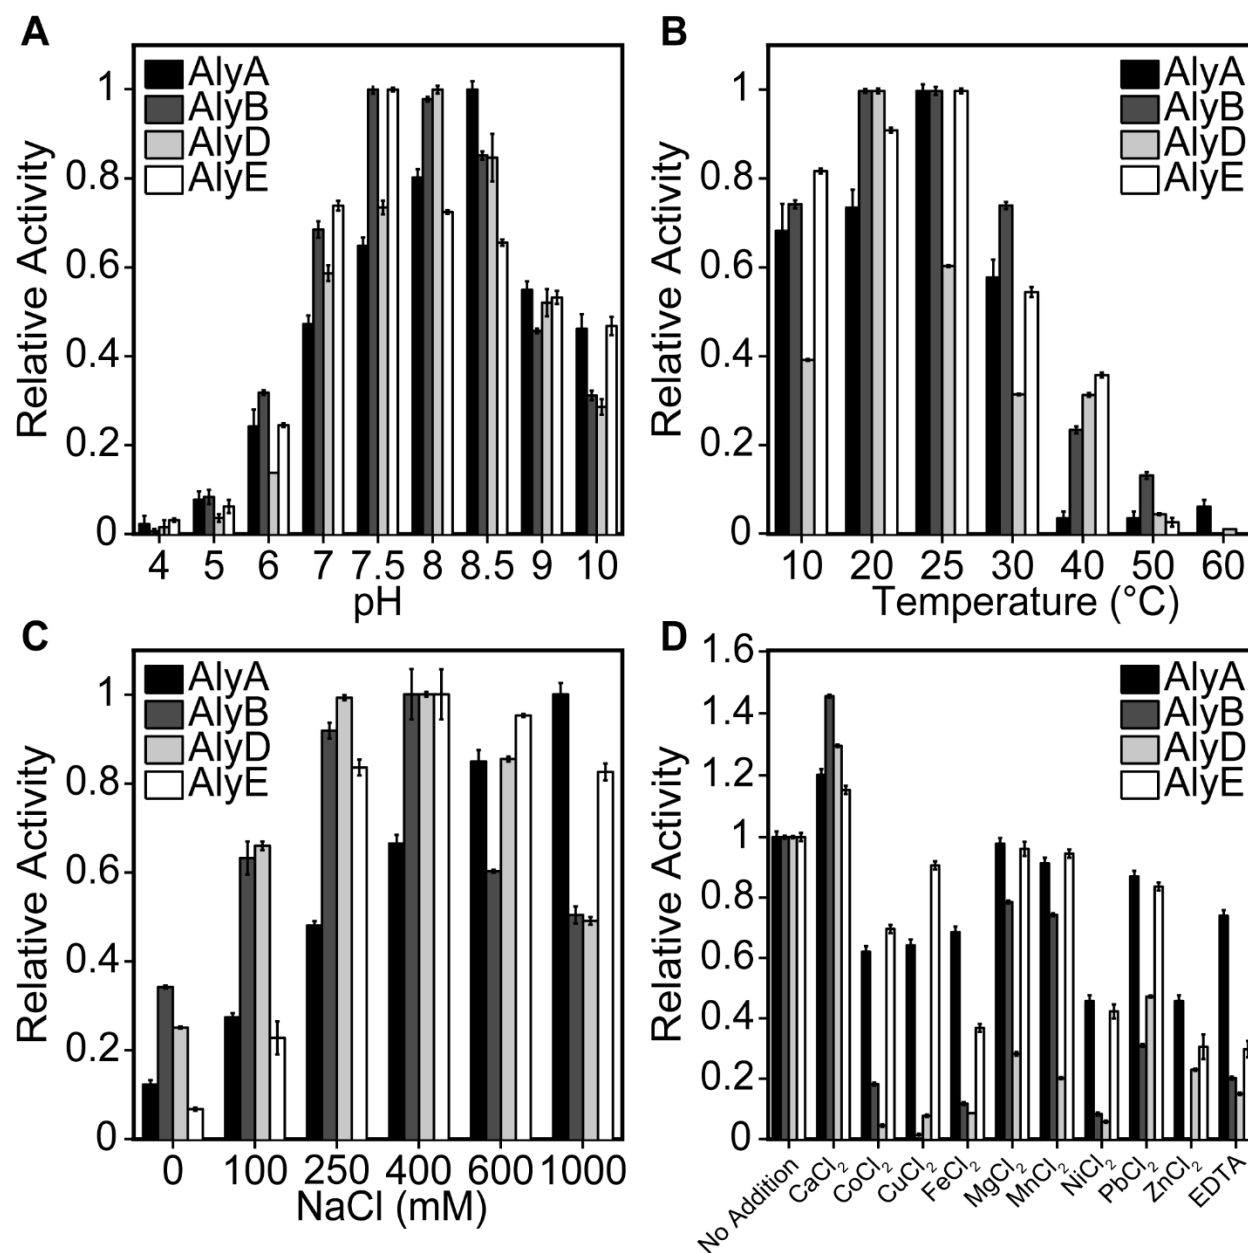 A
AlyA
AlyB
AlyD
AlyE
Relative Activity
1
0.8
0.6
0.4
0.2
0
4 5 6 7 7.5 8 8.5 9 10
pH
B
AlyA
AlyB
AlyD
AlyE
Relative Activity
1
0.8
0.6
0.4
0.2
0
10 20 25 30 40 50 60
Temperature (°C)
C
AlyA
AlyB
AlyD
AlyE
Relative Activity
1
0.8
0.6
0.4
0.2
0
0 100 250 400 600 1000
NaCl (mM)
D
AlyA
AlyB
AlyD
AlyE
Relative Activity
1.6
1.4
1.2
1
0.8
0.6
0.4
0.2
0
No Addition
CaCl₂
CoCl₂
CuCl₂
FeCl₂
MgCl₂
MnCl₂
NiCl₂
PbCl₂
ZnCl₂
EDTA